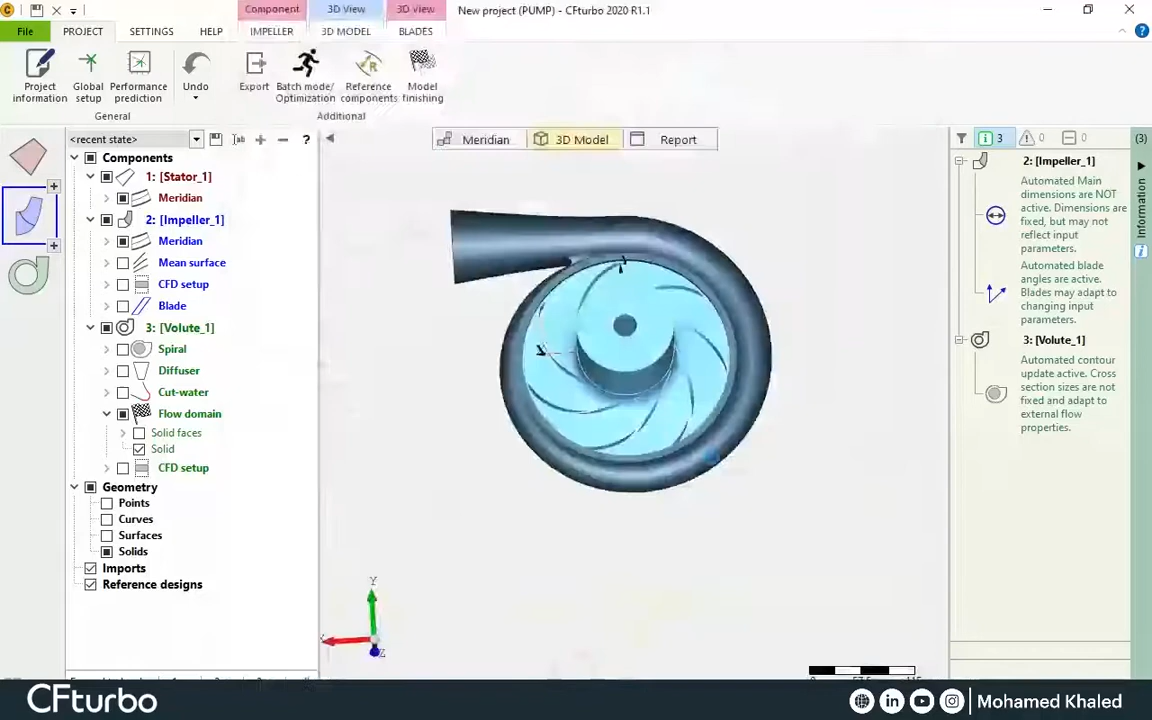 Component
3D View
3D View
New project (PUMP) - CFturbo 2020 R1.1
File
PROJECT
SETTINGS
HELP
IMPELLER
3D MODEL
BLADES
Project information
Global setup
Performance prediction
Undo
Export
Batch mode/ Optimization
Reference components
Model finishing
General
Additional
<recent state>
Meridian
3D Model
Report
3
0
0
(3)
Components
1: [Stator_1]
Meridian
2: [Impeller_1]
Meridian
Mean surface
CFD setup
Blade
3: [Volute_1]
Spiral
Diffuser
Cut-water
Flow domain
Solid faces
Solid
CFD setup
Geometry
Points
Curves
Surfaces
Solids
Imports
Reference designs
Y
Z
2: [Impeller_1]
Automated Main
dimensions are NOT
active. Dimensions are
fixed, but may not
reflect input
parameters.
Automated blade
angles are active.
Blades may adapt to
changing input
parameters.
3: [Volute_1]
Automated contour
update active. Cross
section sizes are not
fixed and adapt to
external flow
properties.
Information
CFturbo
Mohamed Khaled